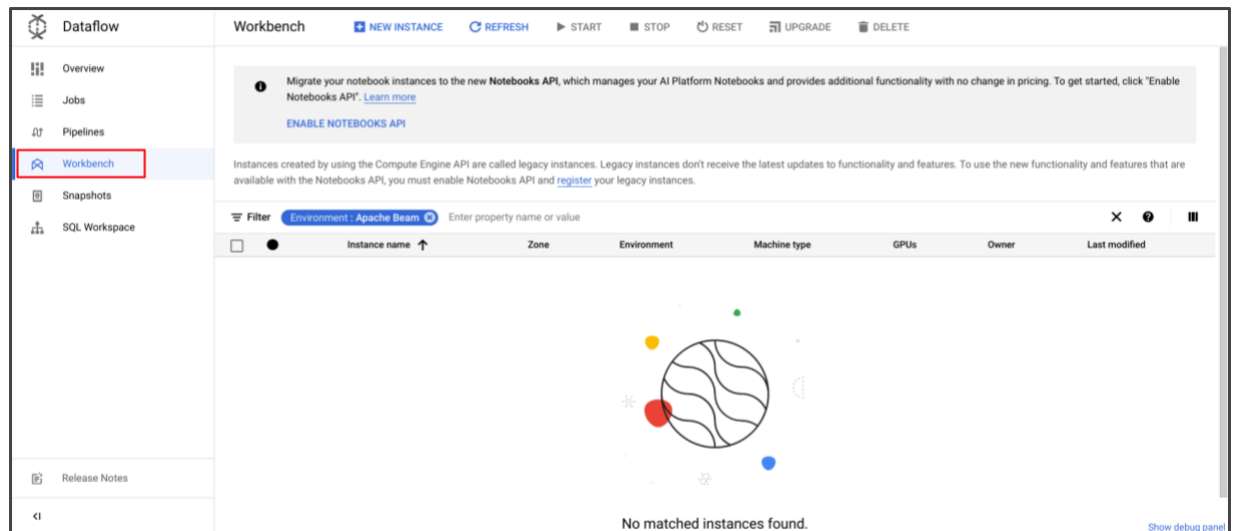 Dataflow
Workbench
NEW INSTANCE
REFRESH
START
STOP
RESET
UPGRADE
DELETE
Overview
Jobs
Pipelines
Workbench
Snapshots
SQL Workspace
Release Notes
Migrate your notebook instances to the new Notebooks API, which manages your AI Platform Notebooks and provides additional functionality with no change in pricing. To get started, click "Enable
Notebooks API". Learn more
ENABLE NOTEBOOKS API
Instances created by using the Compute Engine API are called legacy instances. Legacy instances don't receive the latest updates to functionality and features. To use the new functionality and features that are
available with the Notebooks API, you must enable Notebooks API and register your legacy instances.
Filter Environment : Apache Beam Enter property name or value
Instance name Zone Environment Machine type GPUs Owner Last modified
No matched instances found.
Show debug panel